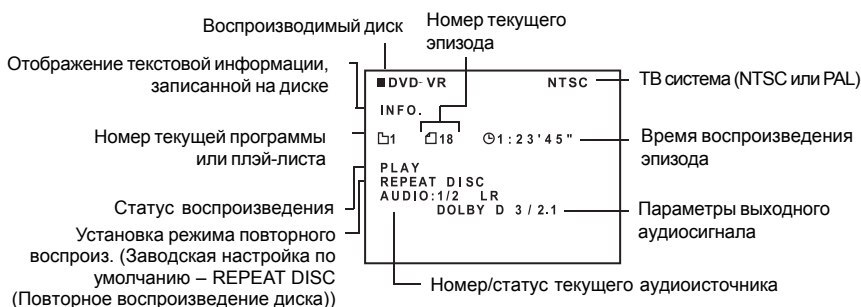 Воспроизводимый диск
Номер текущего
эпизода
Отображение текстовой информации,
записанной на диске
Номер текущей программы
или плэй-листа
Статус воспроизведения
Установка режима повторного
воспроиз. (Заводская настройка по
умолчанию – REPEAT DISC
(Повторное воспроизведение диска))
DVD-VR NTSC
INFO.
1 18 1:23'45"
PLAY
REPEAT DISC
AUDIO:1/2 LR
DOLBY D 3/2.1
ТВ система (NTSC или PAL)
Время воспроизведения
эпизода
Параметры выходного
аудиосигнала
Номер/статус текущего аудиоисточника